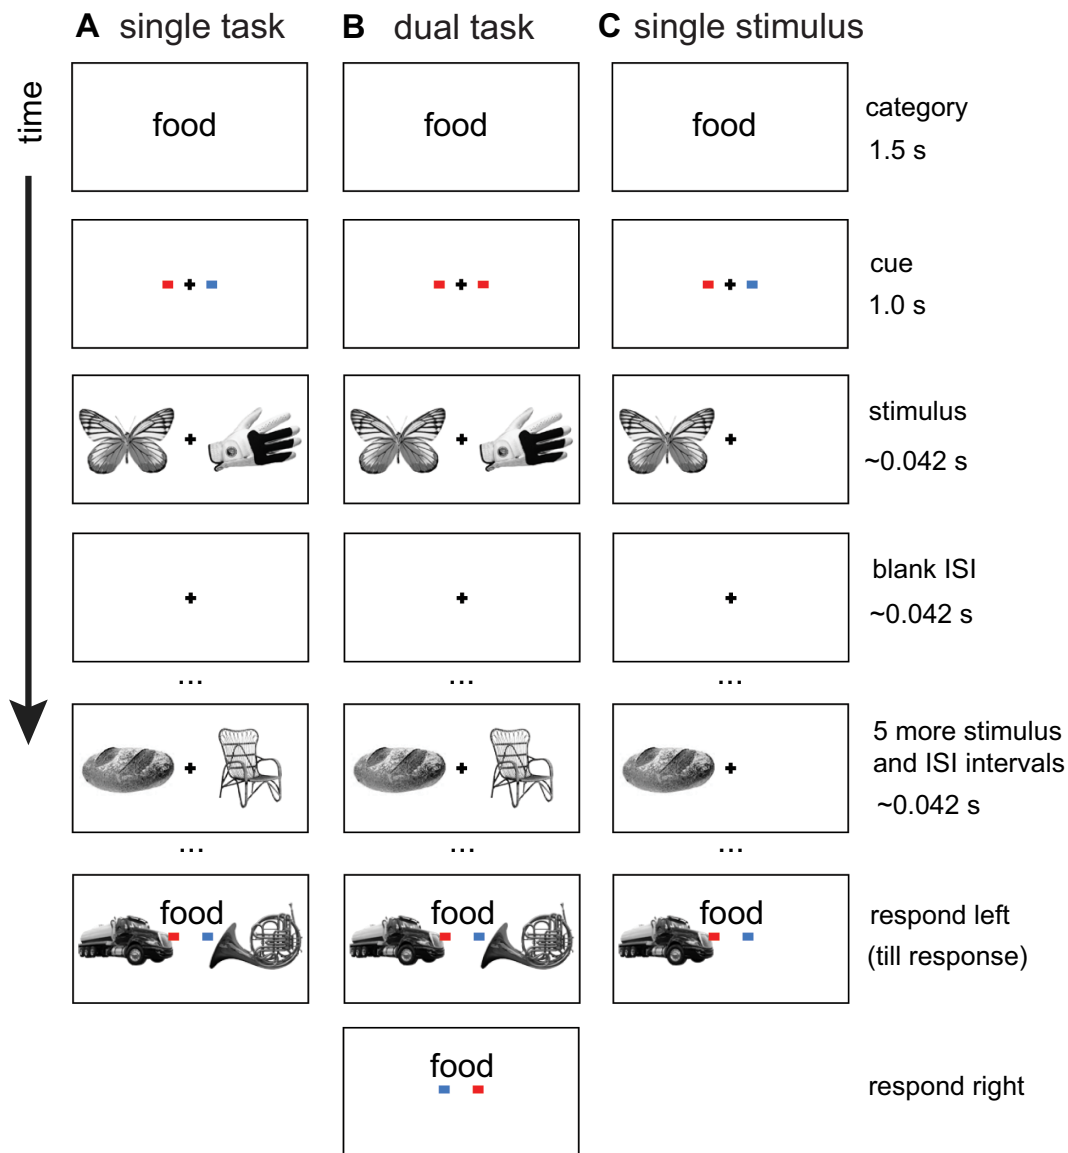 A single task
B dual task
C single stimulus
time
food
food
food
category
1.5 s
cue
1.0 s
stimulus
~0.042 s
blank ISI
~0.042 s
...
...
...
5 more stimulus
and ISI intervals
~0.042 s
...
...
...
food
food
food
respond left
(till response)
food
respond right